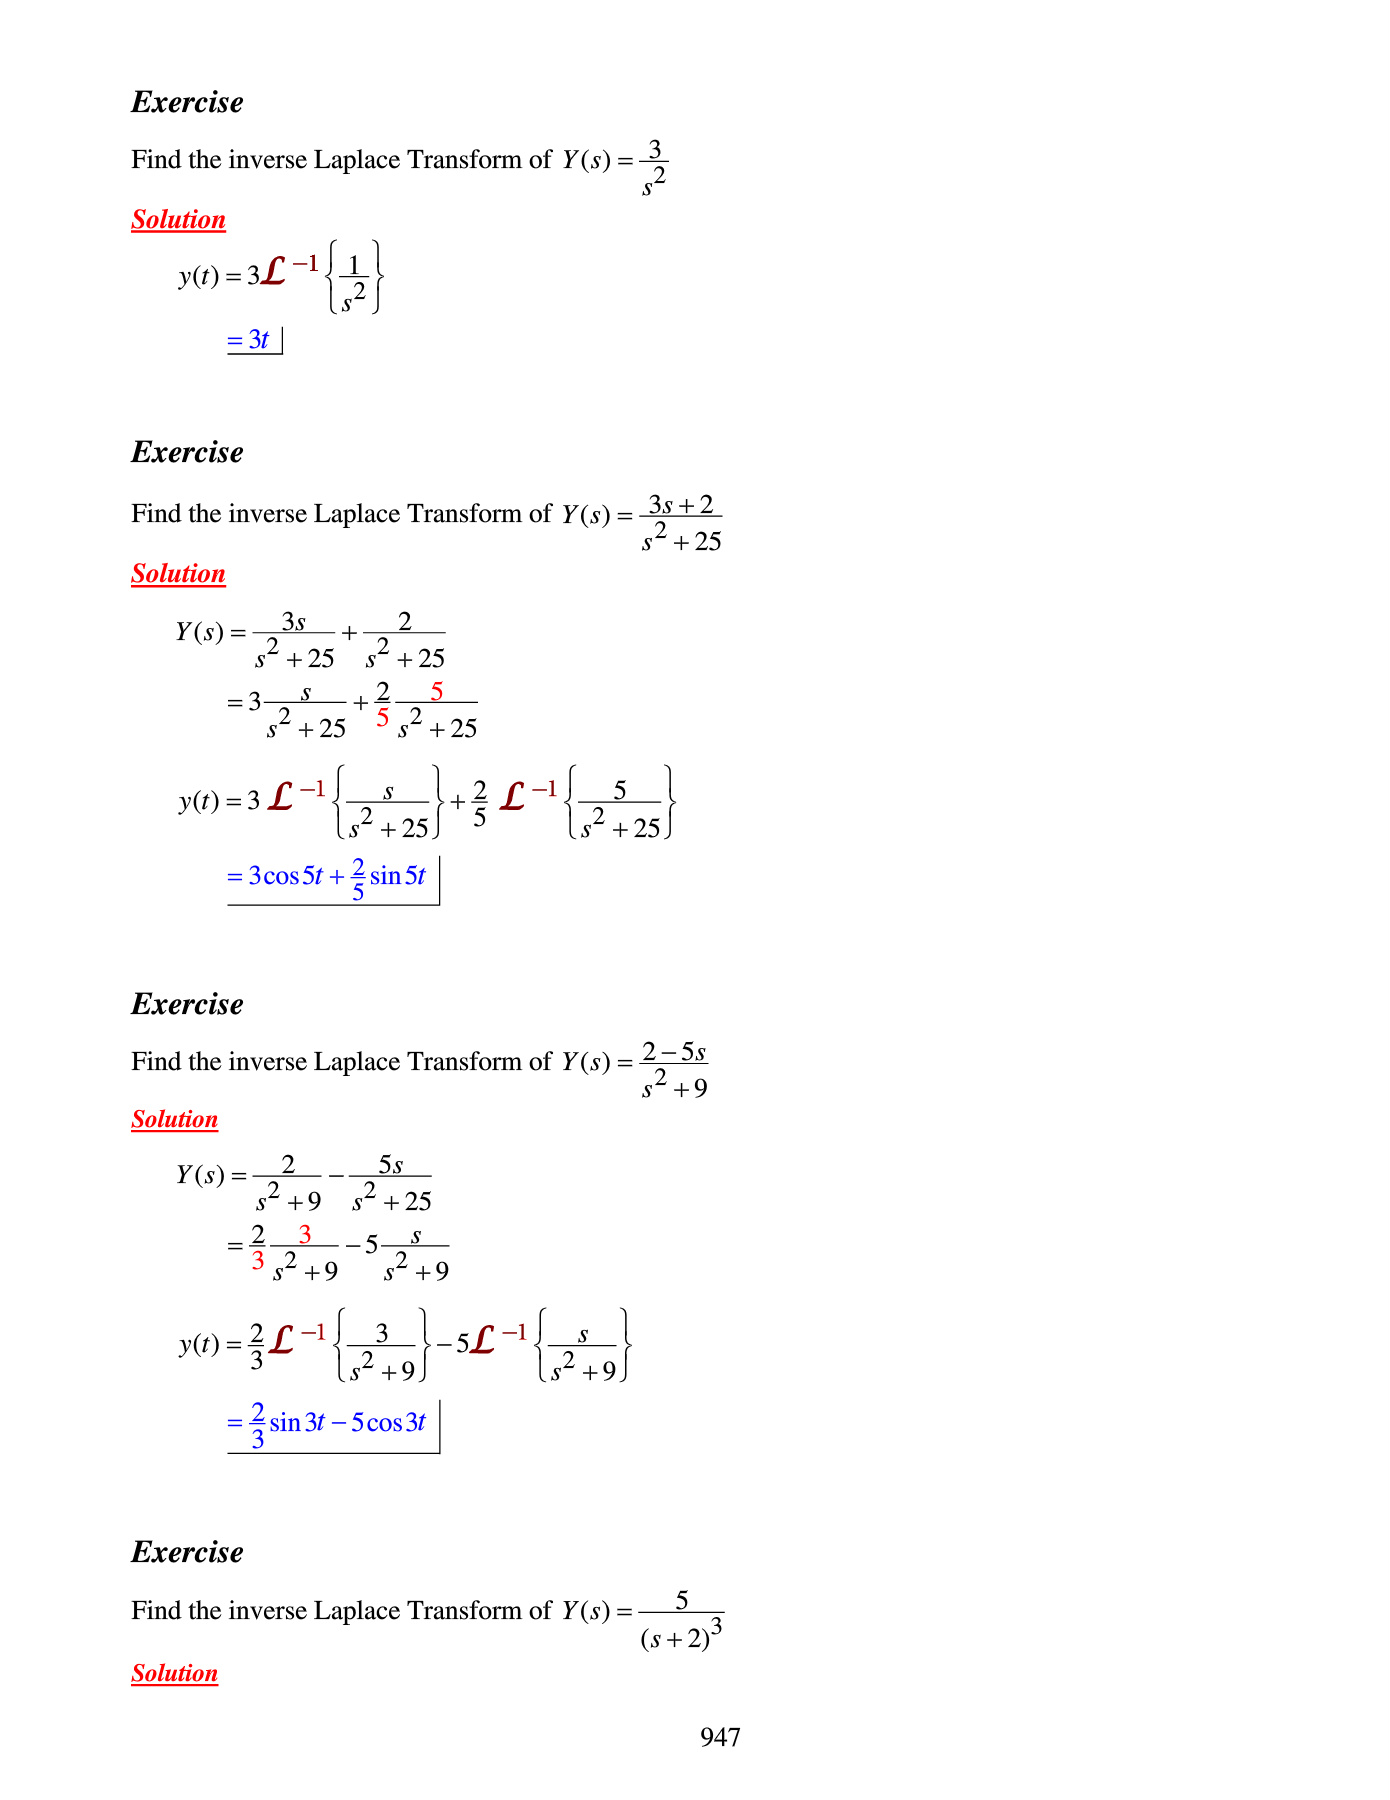 Exercise
Find the inverse Laplace Transform of $Y(s) = \frac{3}{s^2}$
Solution
$y(t) = 3\mathcal{L}^{-1}\left\{\frac{1}{s^2}\right\}$
$= 3t$
Exercise
Find the inverse Laplace Transform of $Y(s) = \frac{3s+2}{s^2+25}$
Solution
$Y(s) = \frac{3s}{s^2+25} + \frac{2}{s^2+25}$
$= 3\frac{s}{s^2+25} + \frac{2}{5}\frac{5}{s^2+25}$
$y(t) = 3\mathcal{L}^{-1}\left\{\frac{s}{s^2+25}\right\} + \frac{2}{5}\mathcal{L}^{-1}\left\{\frac{5}{s^2+25}\right\}$
$= 3\cos 5t + \frac{2}{5}\sin 5t$
Exercise
Find the inverse Laplace Transform of $Y(s) = \frac{2-5s}{s^2+9}$
Solution
$Y(s) = \frac{2}{s^2+9} - \frac{5s}{s^2+25}$
$= \frac{2}{3}\frac{3}{s^2+9} - 5\frac{s}{s^2+9}$
$y(t) = \frac{2}{3}\mathcal{L}^{-1}\left\{\frac{3}{s^2+9}\right\} - 5\mathcal{L}^{-1}\left\{\frac{s}{s^2+9}\right\}$
$= \frac{2}{3}\sin 3t - 5\cos 3t$
Exercise
Find the inverse Laplace Transform of $Y(s) = \frac{5}{(s+2)^3}$
Solution
947